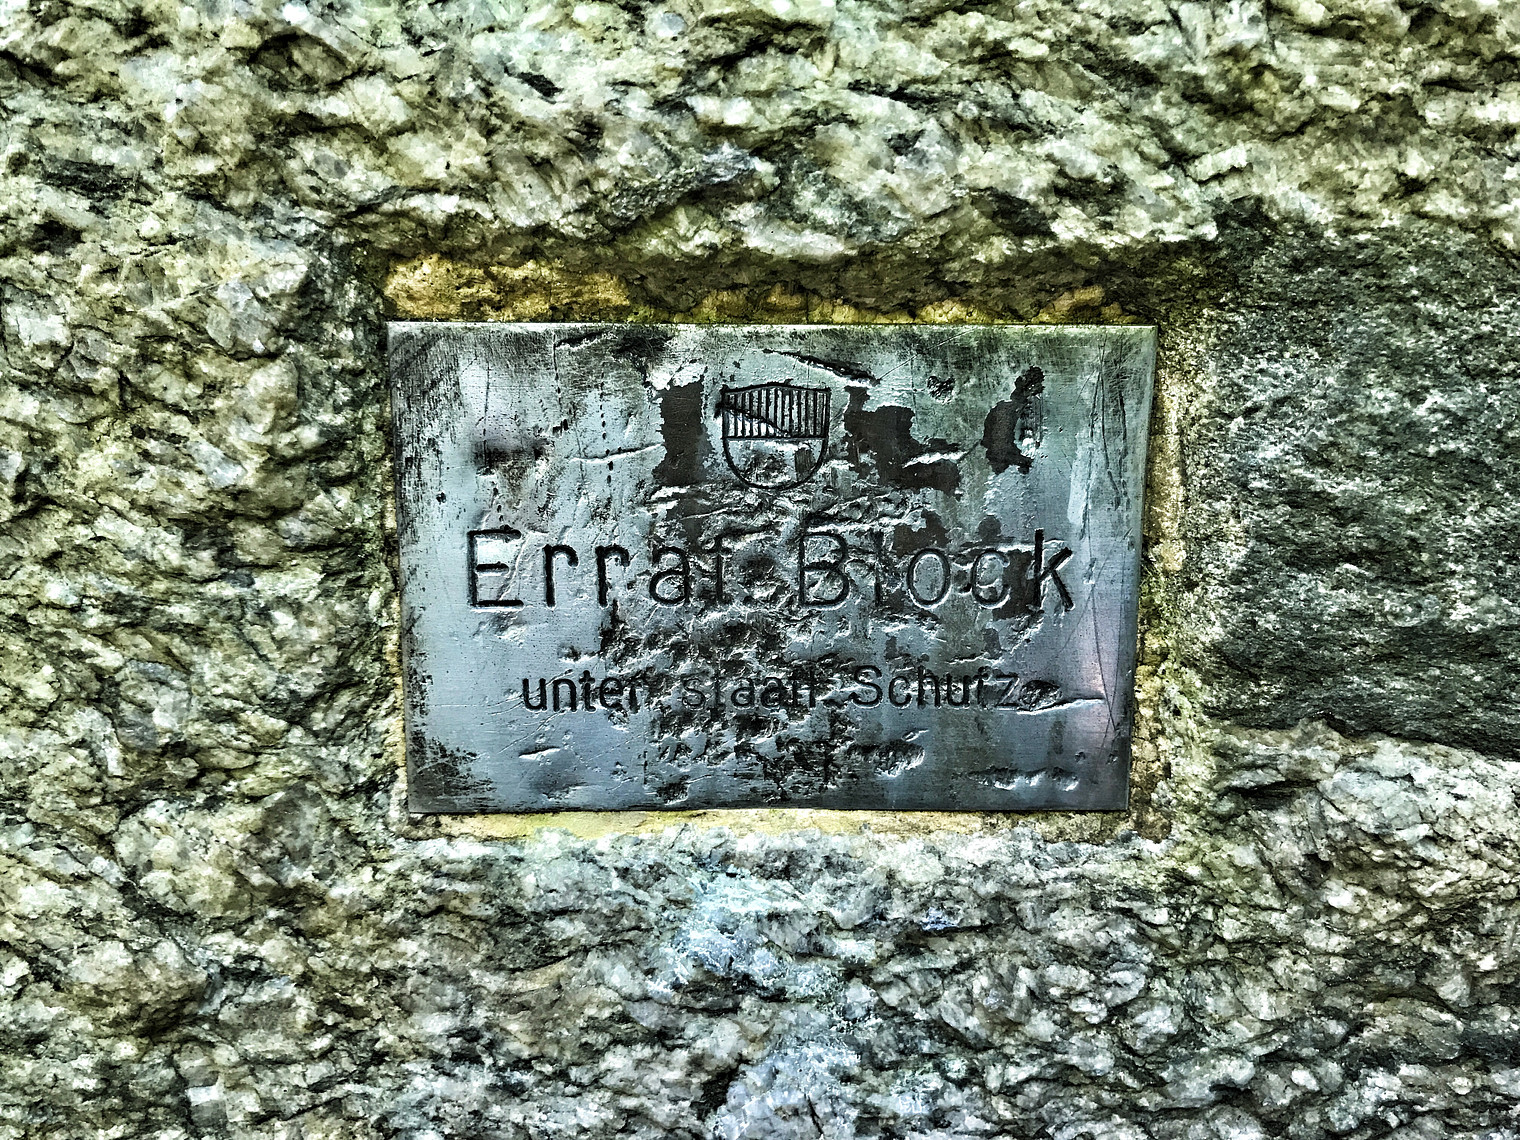 Errat. Block
unter staatl. Schutz